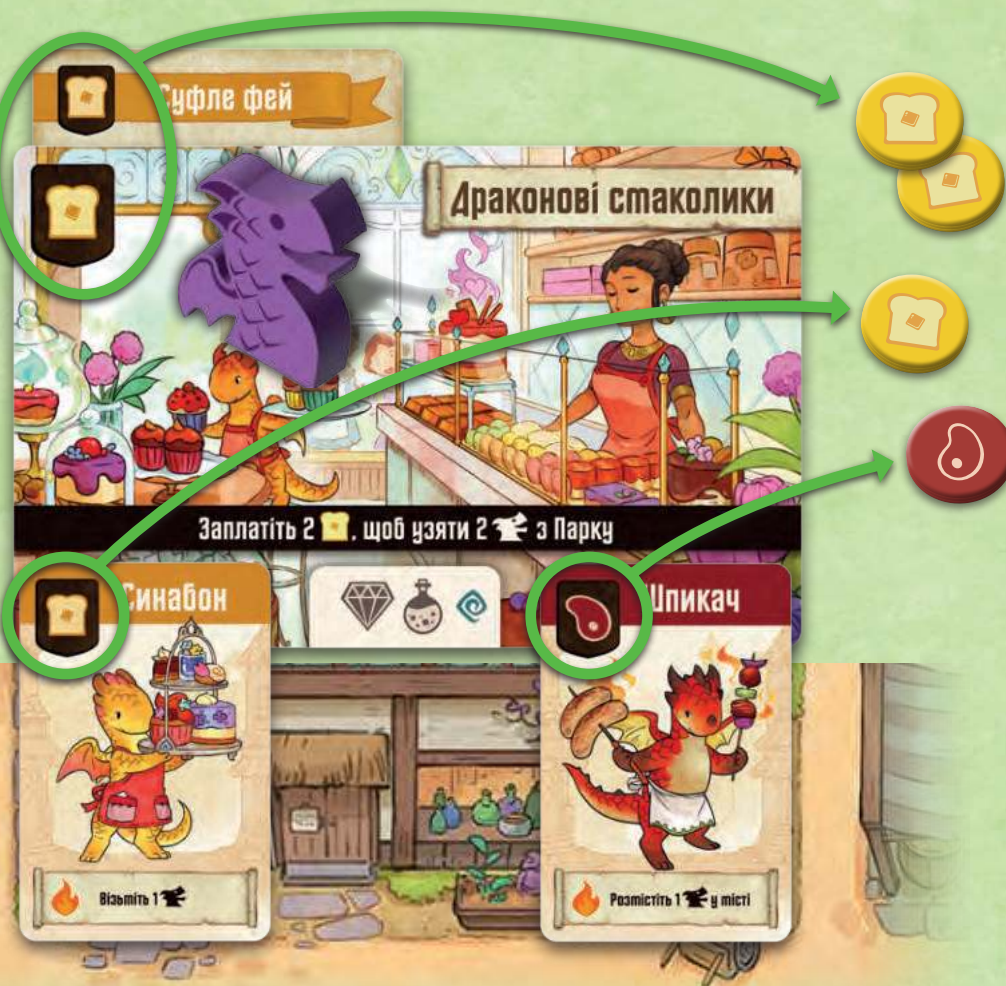 Суфле фей
Драконові смаколики
Заплатіть 2 , щоб узяти 2 з Парку
Синабон
Шпикач
Візьміть 1
Розмістіть 1 у місті